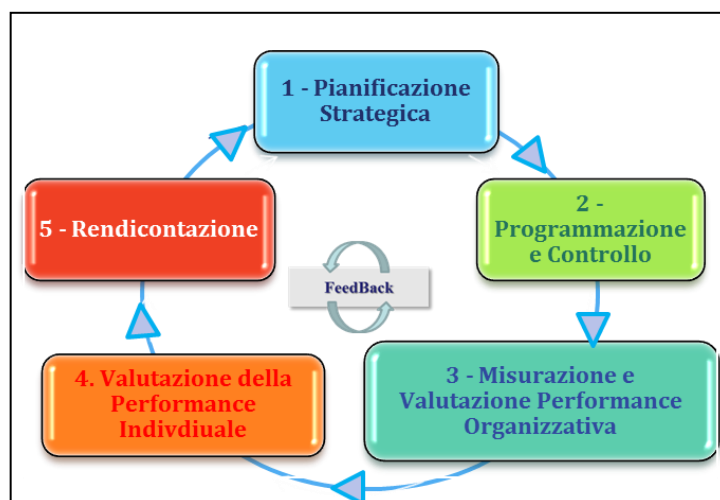 1 - Pianificazione
Strategica
2 -
Programmazione
e Controllo
3 - Misurazione e
Valutazione Performance
Organizzativa
4. Valutazione della
Performance
Indivdiuale
5 - Rendicontazione
FeedBack